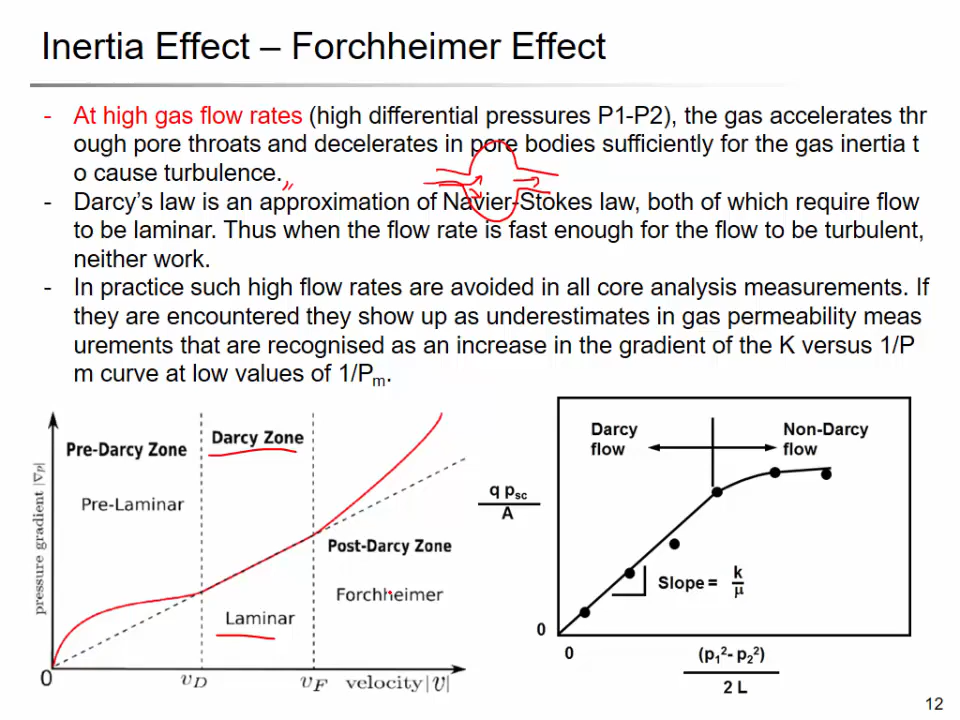 Inertia Effect – Forchheimer Effect
- At high gas flow rates (high differential pressures P1-P2), the gas accelerates thr
ough pore throats and decelerates in pore bodies sufficiently for the gas inertia t
o cause turbulence.
- Darcy's law is an approximation of Navier-Stokes law, both of which require flow
to be laminar. Thus when the flow rate is fast enough for the flow to be turbulent,
neither work.
- In practice such high flow rates are avoided in all core analysis measurements. If
they are encountered they show up as underestimates in gas permeability meas
urements that are recognised as an increase in the gradient of the K versus 1/P
m curve at low values of 1/Pm.
pressure gradient |∇p|
Pre-Darcy Zone
Pre-Laminar
Darcy Zone
Laminar
Post-Darcy Zone
Forchheimer
0
υD
υF
velocity|υ|
q psc
A
Darcy
flow
Non-Darcy
flow
Slope = k
μ
0
0
(p1²- p2²)
2 L
12